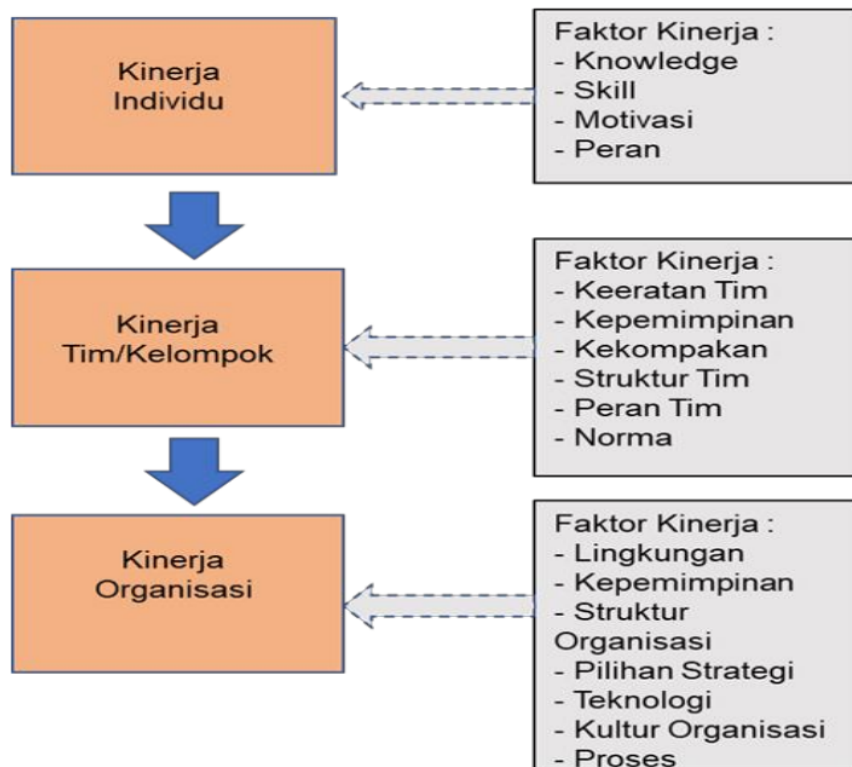 Kinerja
Individu
Faktor Kinerja :
- Knowledge
- Skill
- Motivasi
- Peran
Kinerja
Tim/Kelompok
Faktor Kinerja :
- Keeratan Tim
- Kepemimpinan
- Kekompakan
- Struktur Tim
- Peran Tim
- Norma
Kinerja
Organisasi
Faktor Kinerja :
- Lingkungan
- Kepemimpinan
- Struktur
Organisasi
- Pilihan Strategi
- Teknologi
- Kultur Organisasi
- Proses